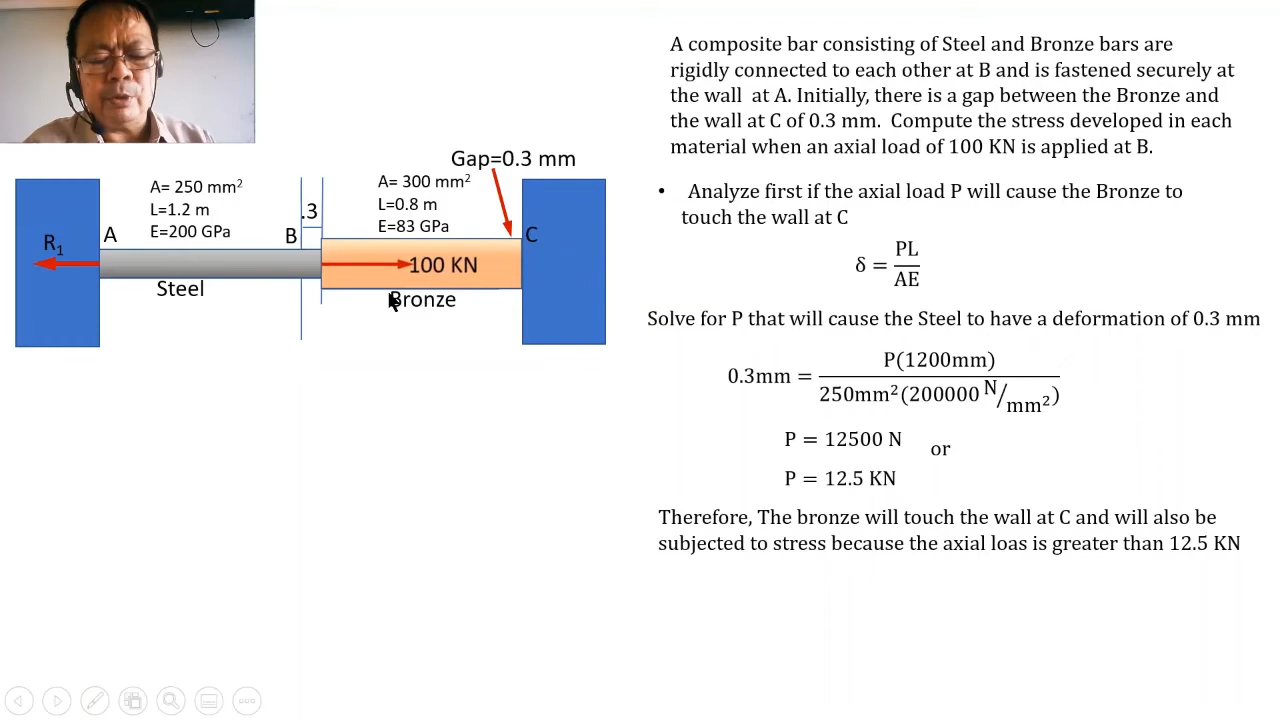 A composite bar consisting of Steel and Bronze bars are
rigidly connected to each other at B and is fastened securely at
the wall at A. Initially, there is a gap between the Bronze and
the wall at C of 0.3 mm. Compute the stress developed in each
material when an axial load of 100 KN is applied at B.
Gap=0.3 mm
A= 250 mm²
L=1.2 m
E=200 GPa
A= 300 mm²
L=0.8 m
E=83 GPa
.3
R₁
A
B
C
100 KN
Steel
Bronze
• Analyze first if the axial load P will cause the Bronze to
touch the wall at C
δ = PL/AE
Solve for P that will cause the Steel to have a deformation of 0.3 mm
0.3mm = P(1200mm)/250mm²(200000 N/mm²)
P = 12500 N or
P = 12.5 KN
Therefore, The bronze will touch the wall at C and will also be
subjected to stress because the axial loas is greater than 12.5 KN